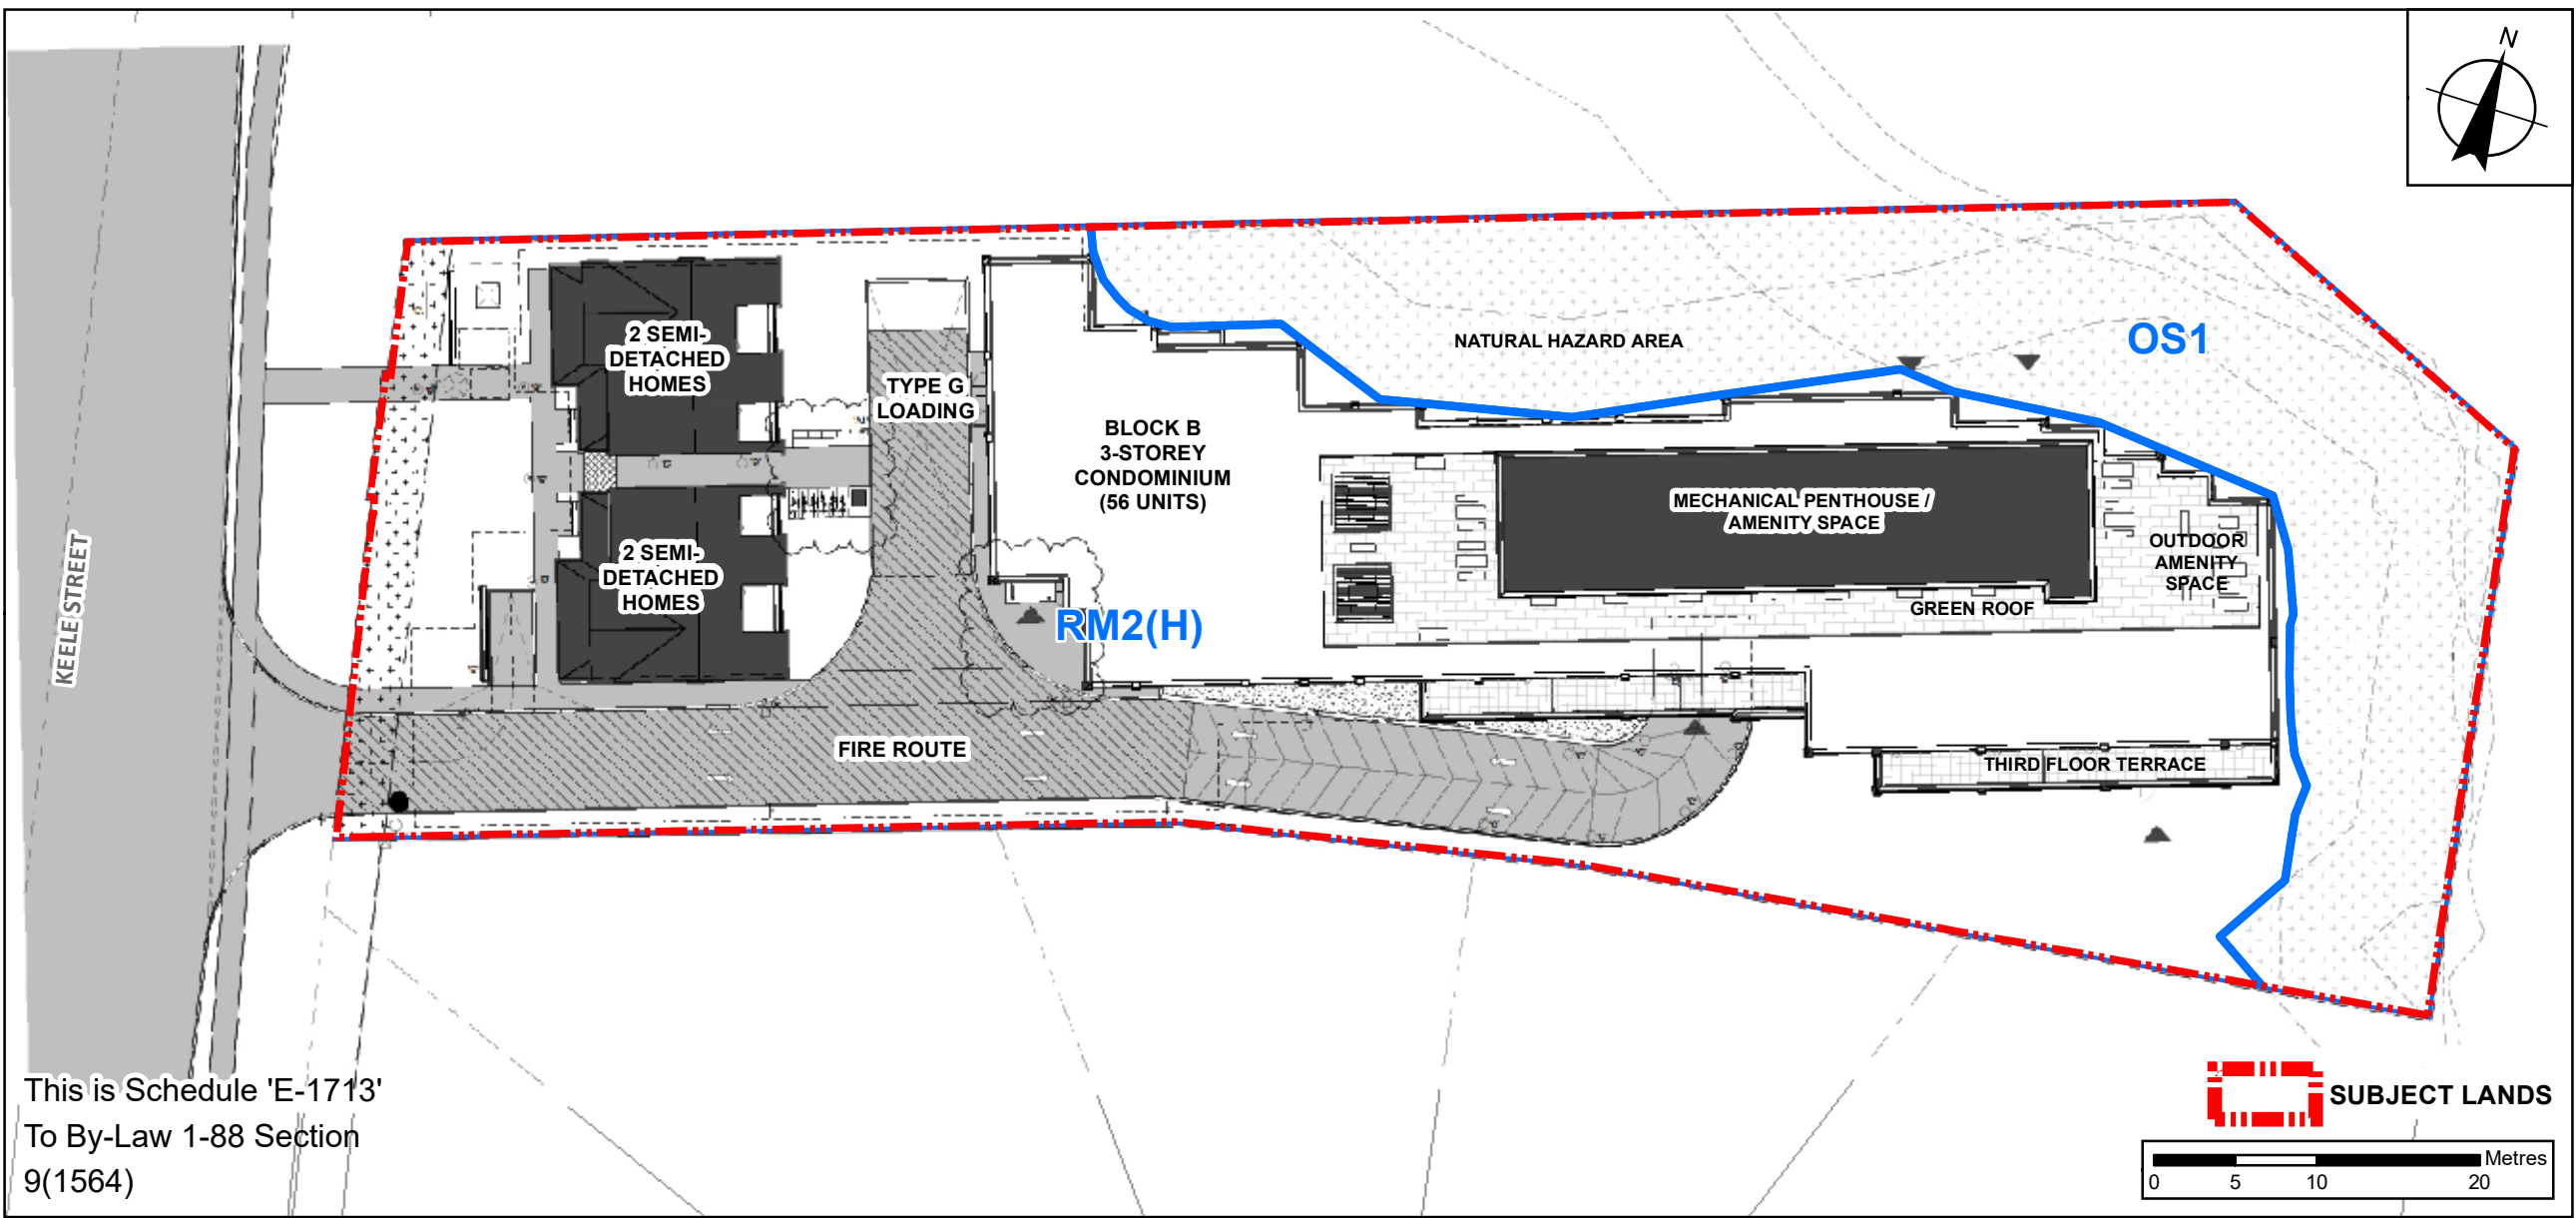 N
2 SEMI-
DETACHED
HOMES
TYPE G
LOADING
NATURAL HAZARD AREA
OS1
BLOCK B
3-STOREY
CONDOMINIUM
(56 UNITS)
MECHANICAL PENTHOUSE /
AMENITY SPACE
OUTDOOR
AMENITY
SPACE
2 SEMI-
DETACHED
HOMES
GREEN ROOF
RM2(H)
KEELE STREET
FIRE ROUTE
THIRD FLOOR TERRACE
This is Schedule 'E-1713'
To By-Law 1-88 Section
9(1564)
SUBJECT LANDS
Metres
0 5 10 20